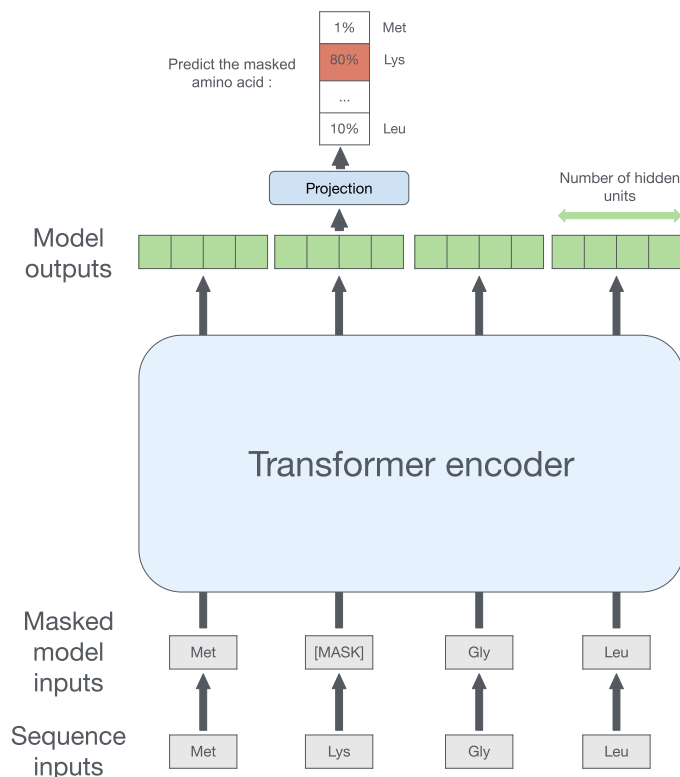 1% Met
Predict the masked
amino acid :
80% Lys
...
10% Leu
Projection
Number of hidden
units
Model
outputs
Transformer encoder
Masked
model
inputs
Met [MASK] Gly Leu
Sequence
inputs
Met Lys Gly Leu